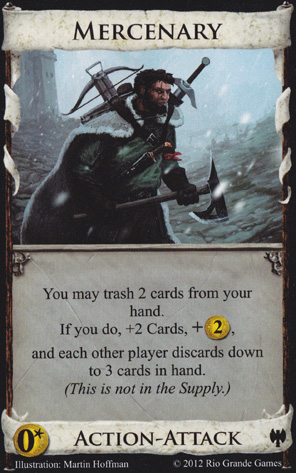 MERCENARY
You may trash 2 cards from your
hand.
If you do, +2 Cards, +2,
and each other player discards down
to 3 cards in hand.
(This is not in the Supply.)
0* ACTION-ATTACK
Illustration: Martin Hoffman © 2012 Rio Grande Games